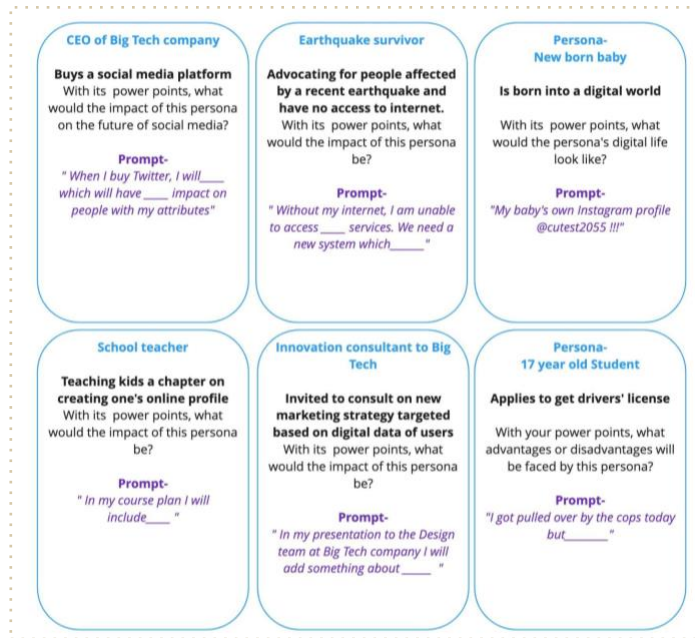 CEO of Big Tech company
Buys a social media platform
With its power points, what
would the impact of this persona
on the future of social media?
Prompt-
" When I buy Twitter, I will___
which will have ____ impact on
people with my attributes"
Earthquake survivor
Advocating for people affected
by a recent earthquake and
have no access to internet.
With its power points, what
would the impact of this persona
be?
Prompt-
" Without my internet, I am unable
to access ____ services. We need a
new system which______"
Persona-
New born baby
Is born into a digital world
With its power points, what
would the persona's digital life
look like?
Prompt-
"My baby's own Instagram profile
@cutest2055 !!!"
School teacher
Teaching kids a chapter on
creating one's online profile
With its power points, what
would the impact of this persona
be?
Prompt-
" In my course plan I will
include____ "
Innovation consultant to Big
Tech
Invited to consult on new
marketing strategy targeted
based on digital data of users
With its power points, what
would the impact of this persona
be?
Prompt-
" In my presentation to the Design
team at Big Tech company I will
add something about _____ "
Persona-
17 year old Student
Applies to get drivers' license
With your power points, what
advantages or disadvantages will
be faced by this persona?
Prompt-
"I got pulled over by the cops today
but_______"